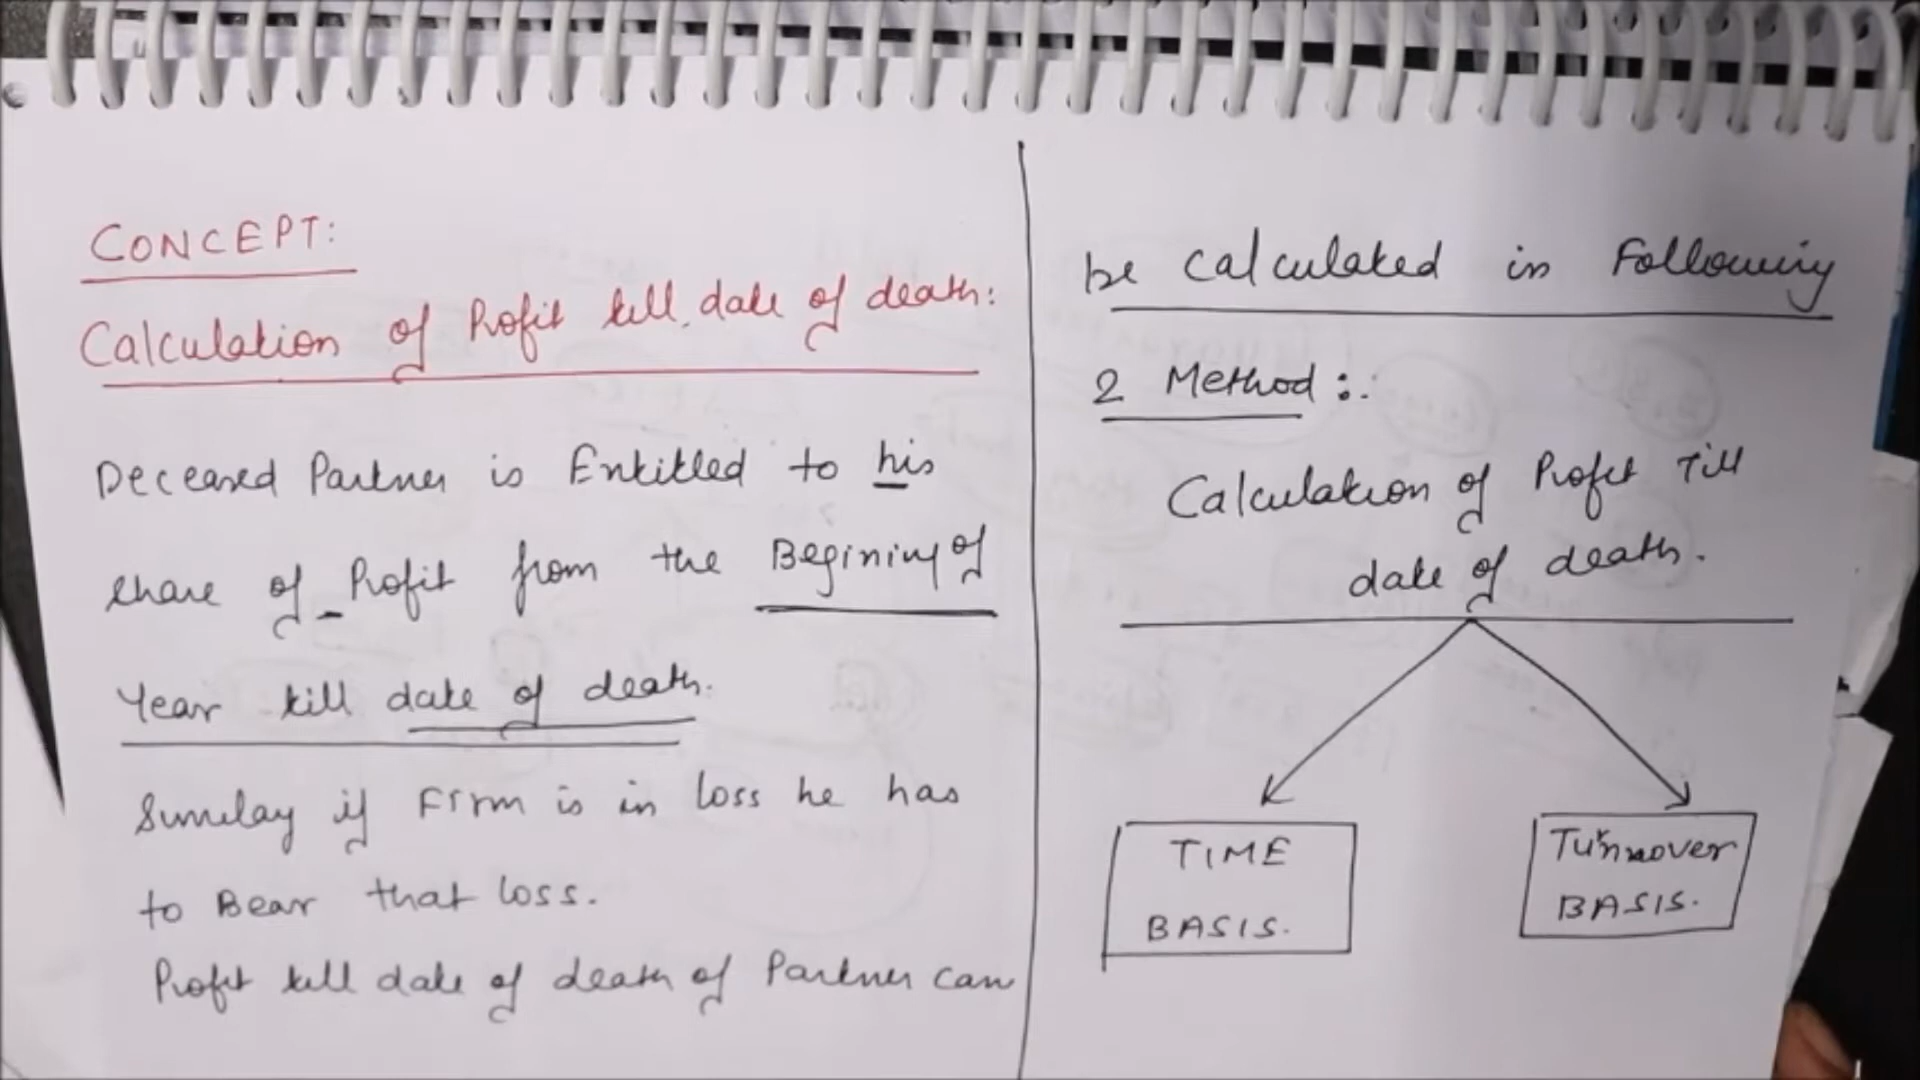 CONCEPT:
Calculation of Profit till date of death:
Deceased Partner is Entitled to his
share of Profit from the Begining of
Year till date of death.
Similay if Firm is in loss he has
to Bear that loss.
Profit till date of death of Partner can
be Calculated in Following
2 Method :.
Calculation of Profit Till
date of death.
TIME
BASIS.
Turnnover
BASIS.